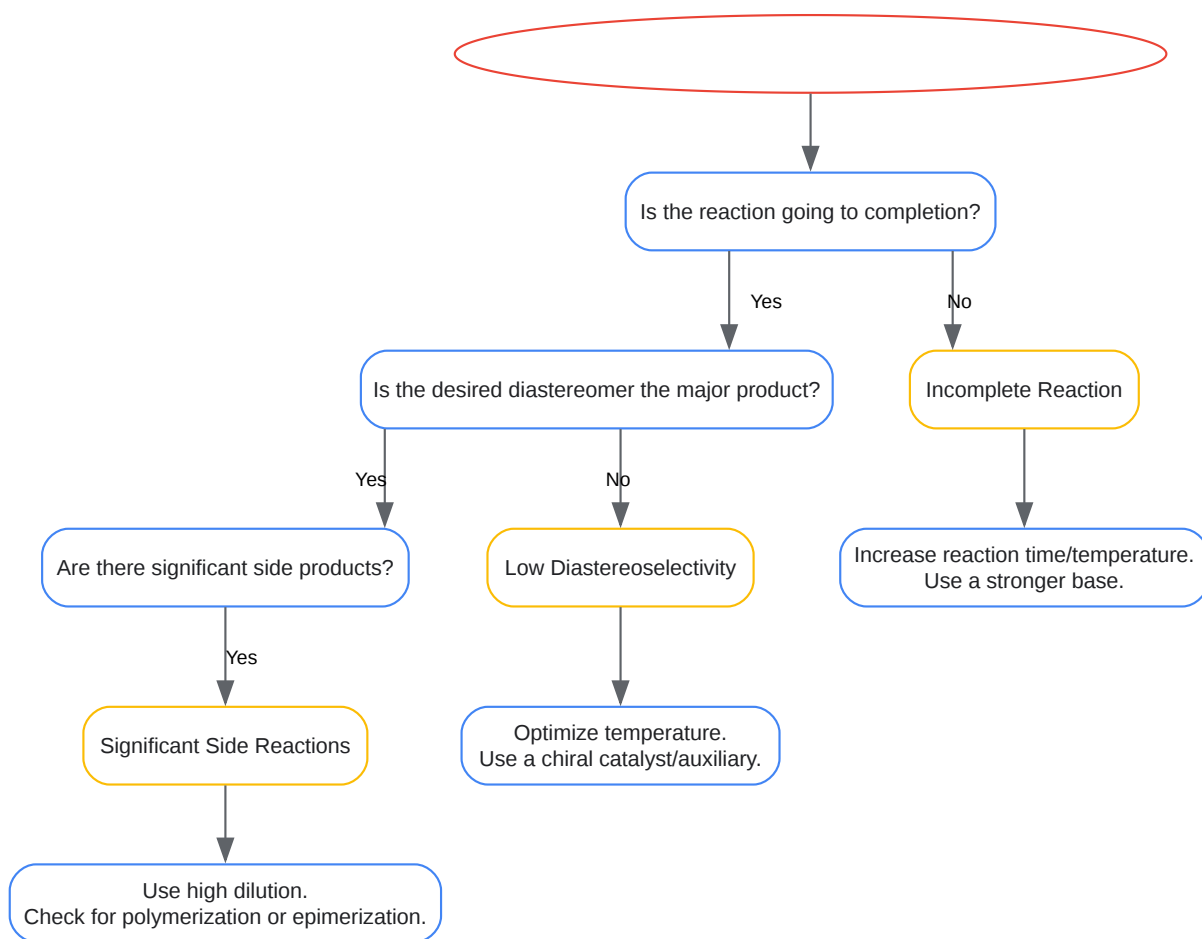 Is the reaction going to completion?
Yes
No
Is the desired diastereomer the major product?
Incomplete Reaction
Yes
No
Are there significant side products?
Low Diastereoselectivity
Increase reaction time/temperature.
Use a stronger base.
Yes
Significant Side Reactions
Optimize temperature.
Use a chiral catalyst/auxiliary.
Use high dilution.
Check for polymerization or epimerization.